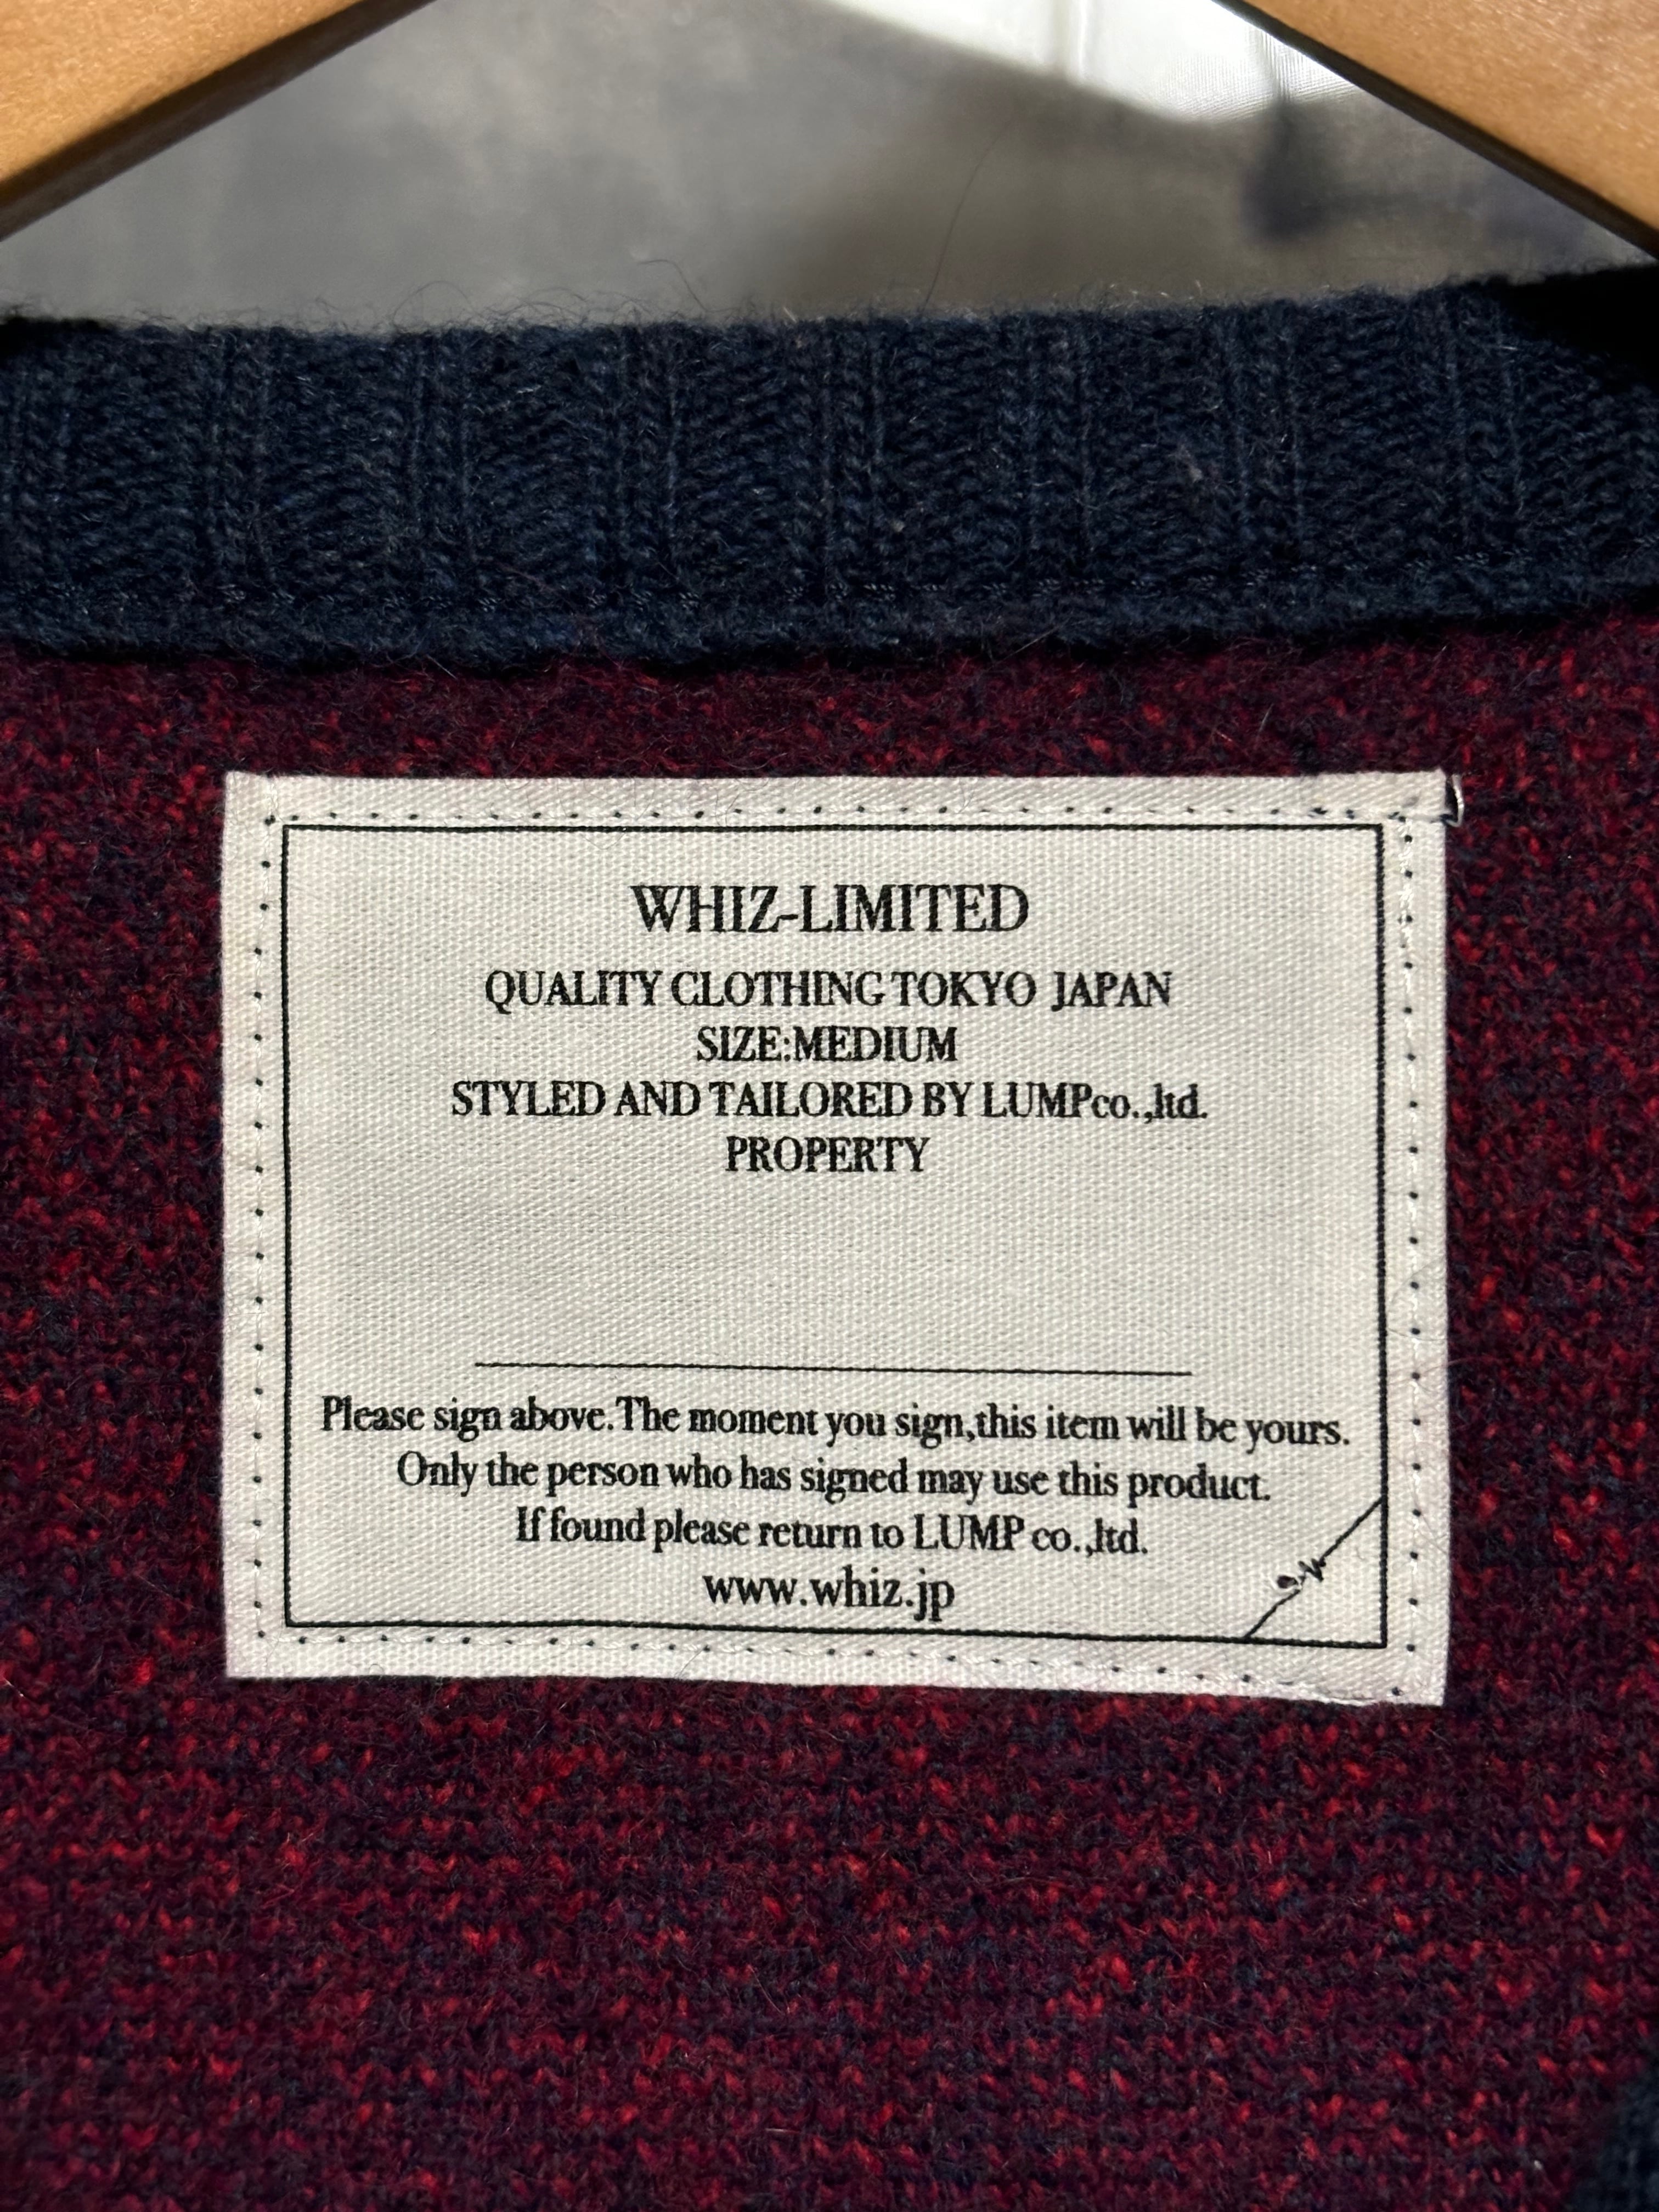 WHIZ-LIMITED
QUALITY CLOTHING TOKYO JAPAN
SIZE:MEDIUM
STYLED AND TAILORED BY LUMPco.,ltd.
PROPERTY
Please sign above.The moment you sign,this item will be yours.
Only the person who has signed may use this product.
If found please return to LUMP co.,ltd.
www.whiz.jp